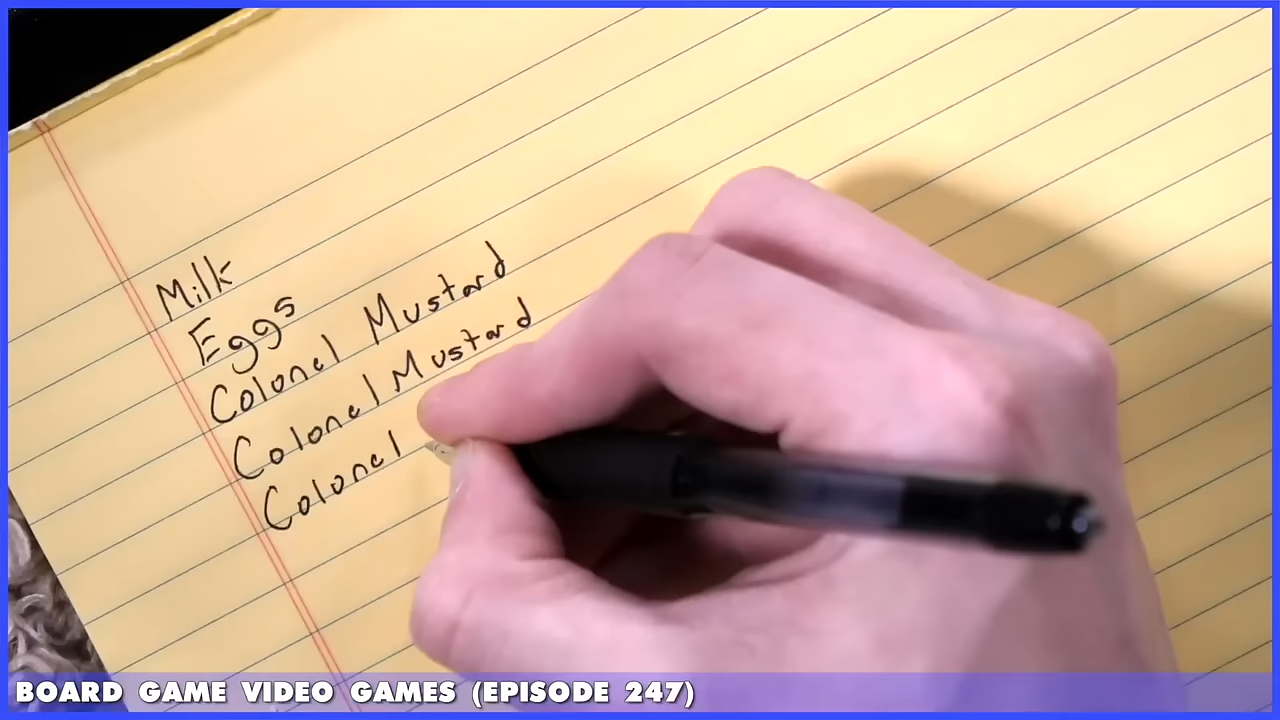 Milk
Eggs
Colonel Mustard
Colonel Mustard
Colonel
BOARD GAME VIDEO GAMES (EPISODE 247)